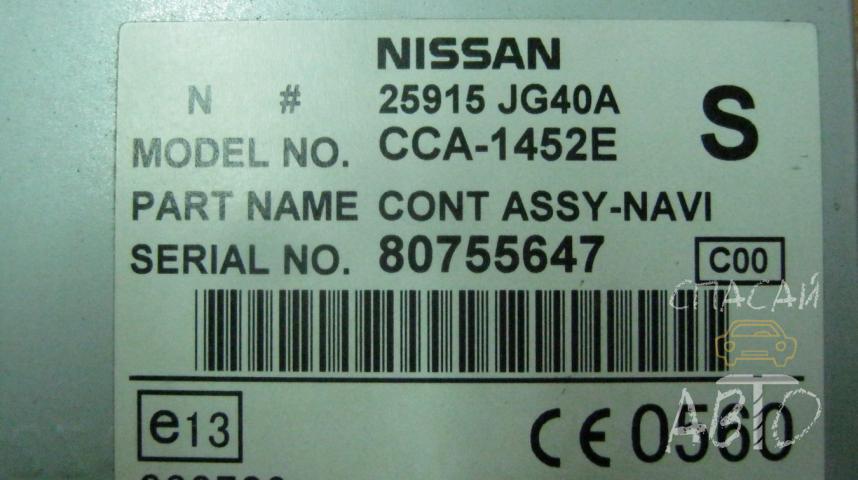 NISSAN
N # 25915 JG40A S
MODEL NO. CCA-1452E
PART NAME CONT ASSY-NAVI
SERIAL NO. 80755647 C00
СПАСАЙ
АВТО
e13 CE 0560